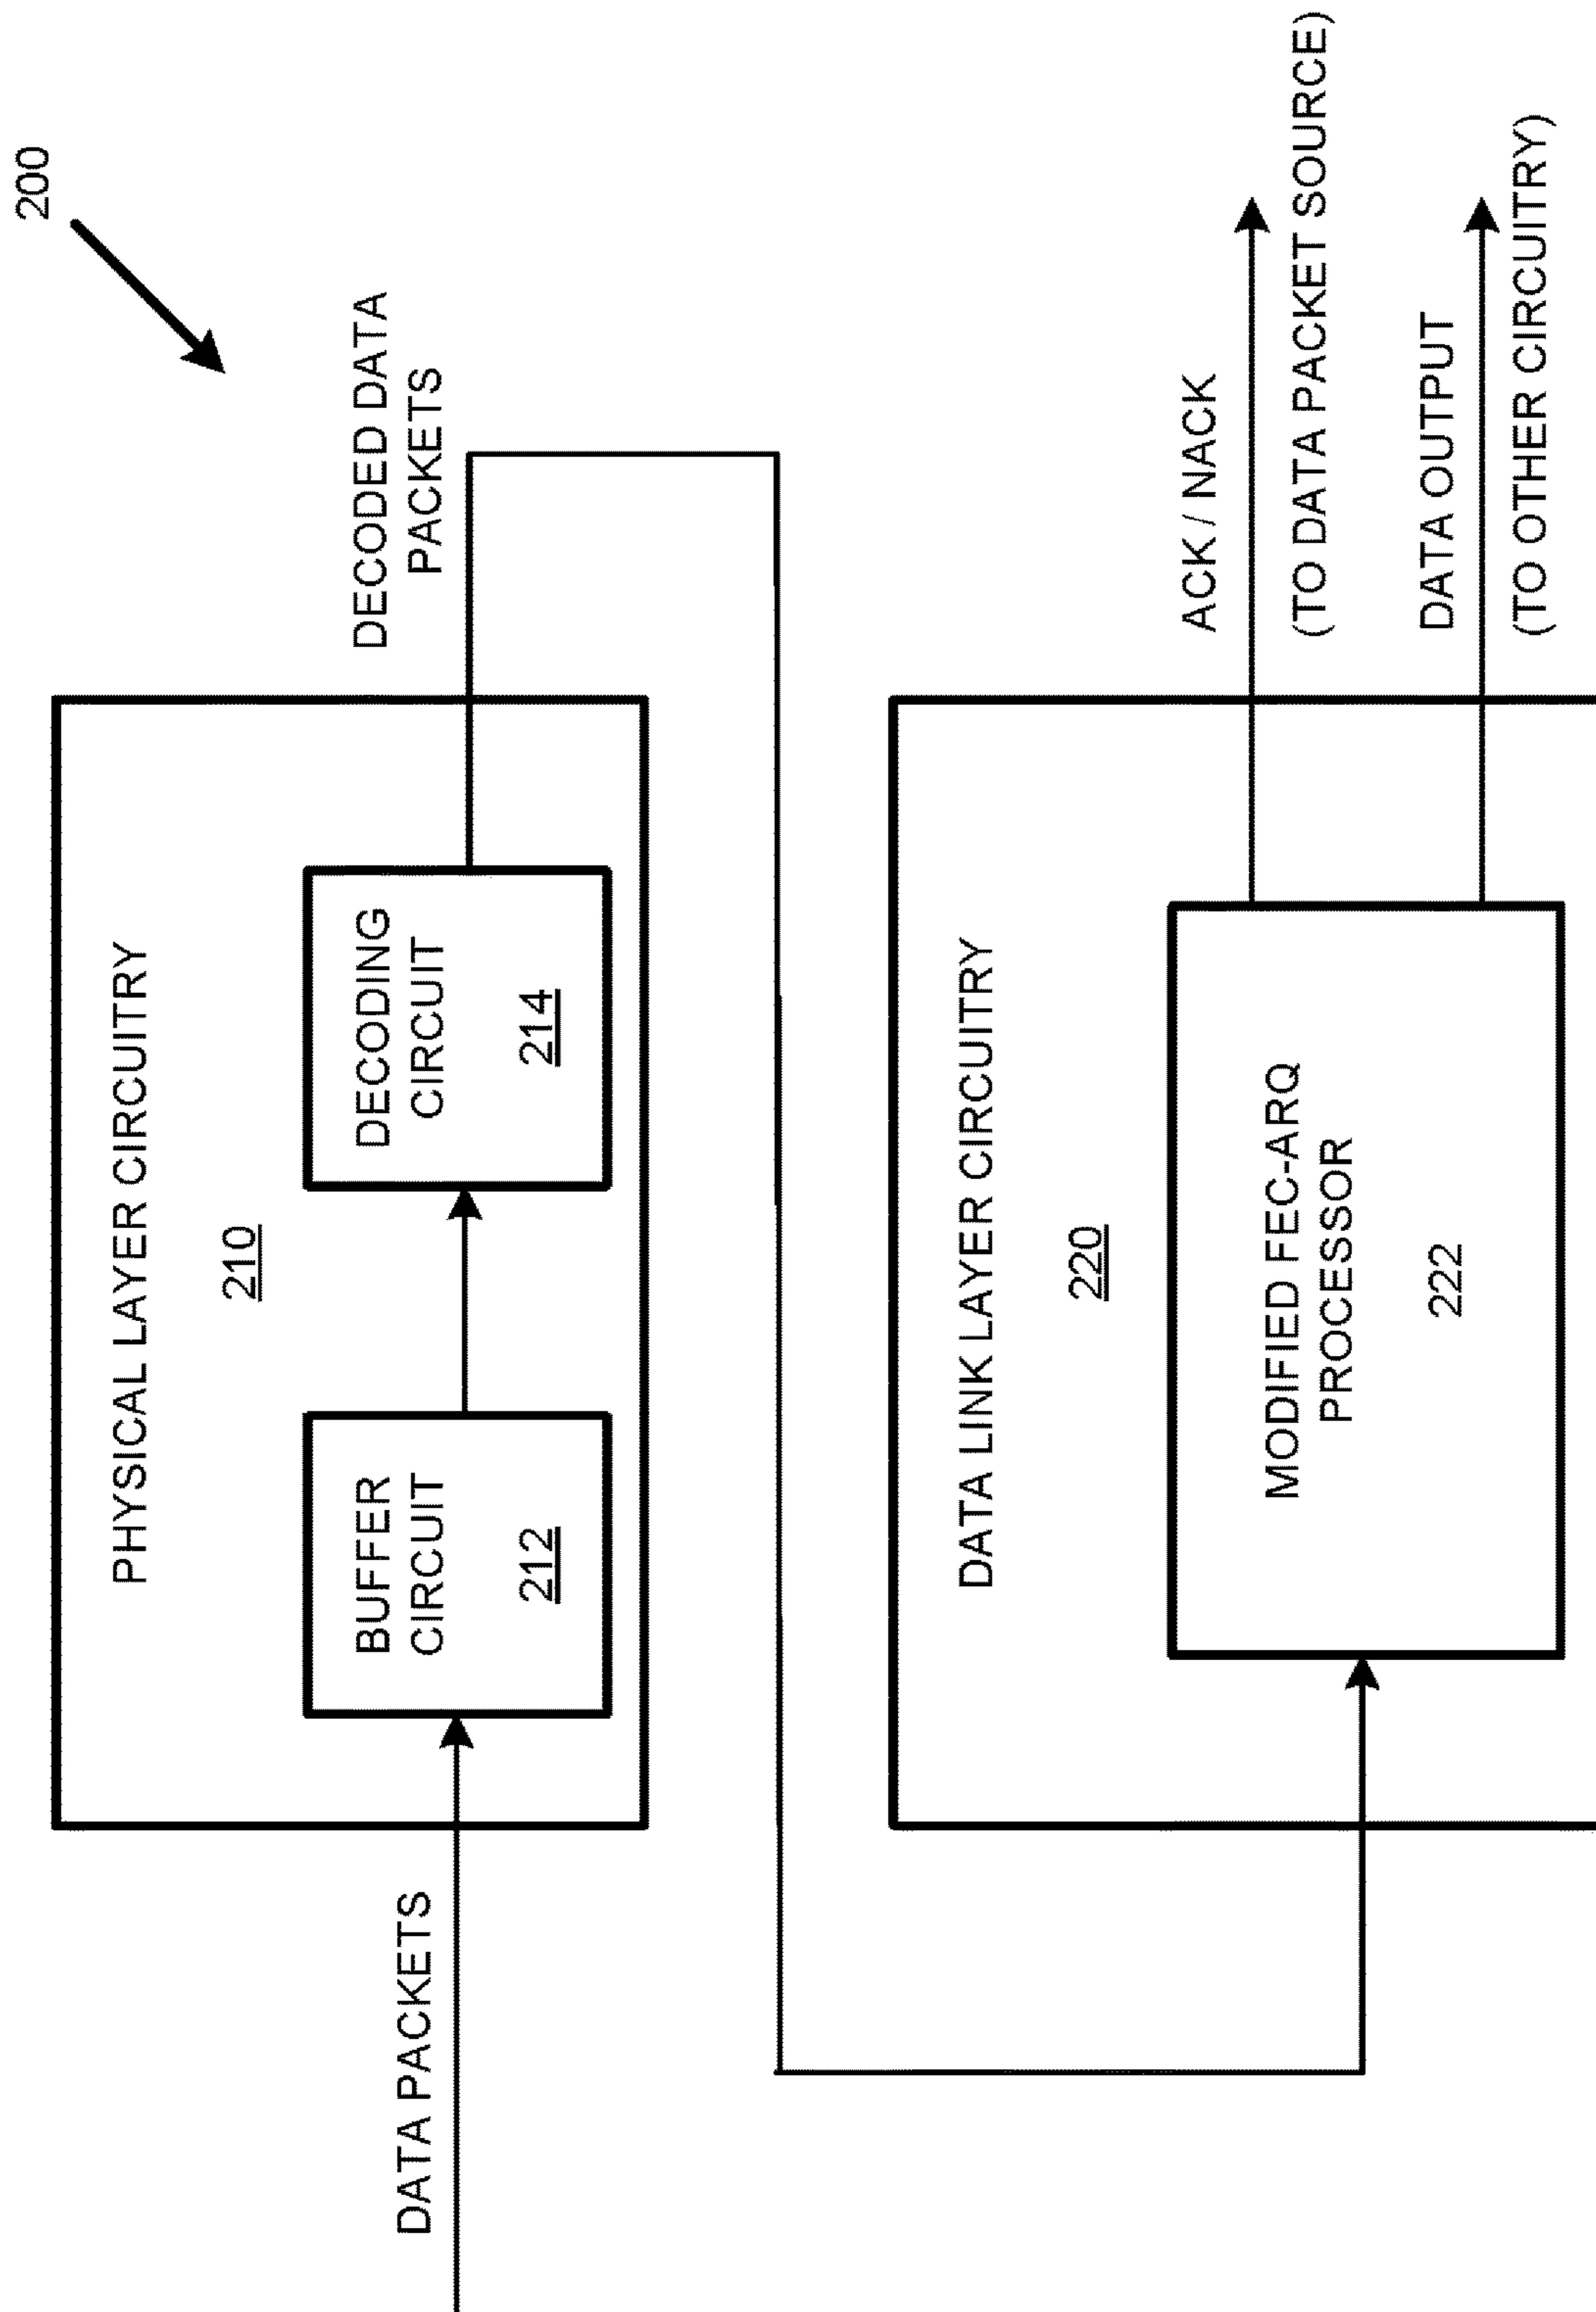 200
PHYSICAL LAYER CIRCUITRY
210
DATA PACKETS
BUFFER
CIRCUIT
212
DECODING
CIRCUIT
214
DECODED DATA
PACKETS
DATA LINK LAYER CIRCUITRY
220
MODIFIED FEC-ARQ
PROCESSOR
222
ACK / NACK
(TO DATA PACKET SOURCE)
DATA OUTPUT
(TO OTHER CIRCUITRY)